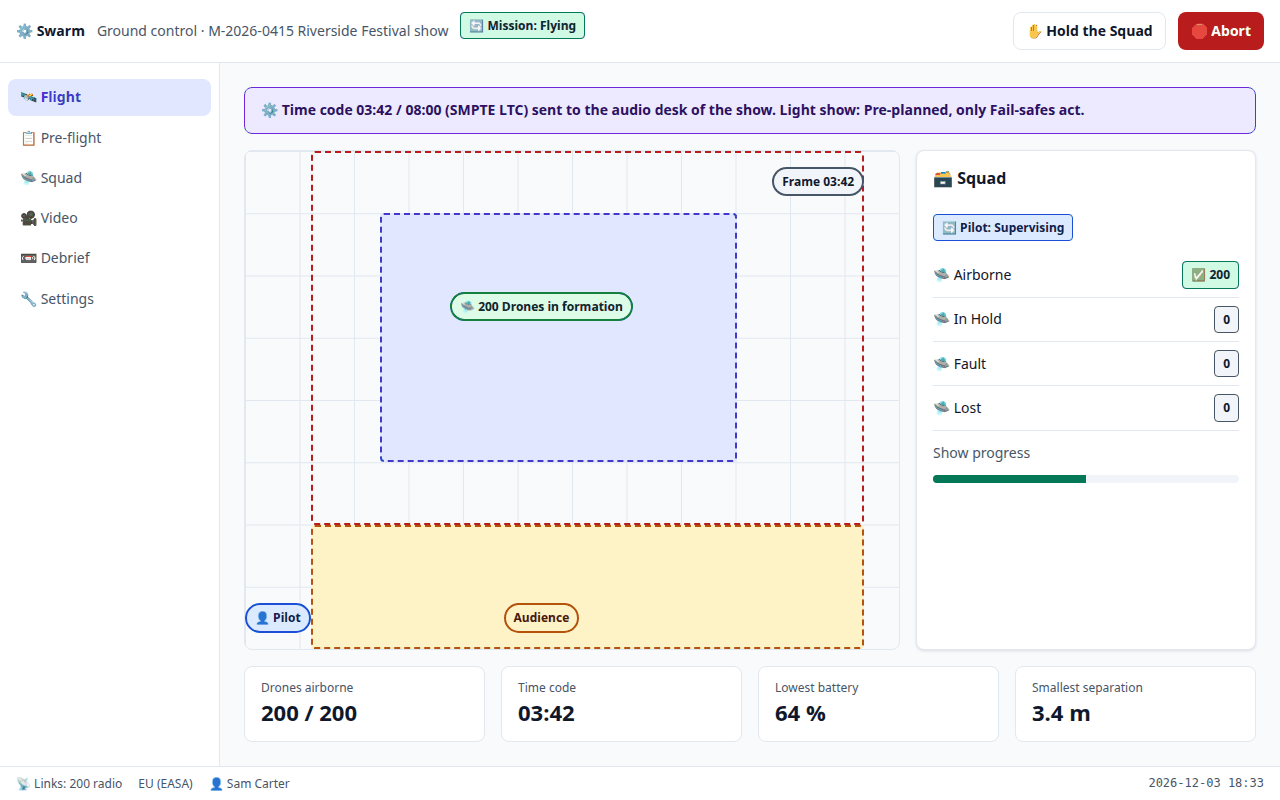 Swarm
Ground control · M-2026-0415 Riverside Festival show
Mission: Flying
Hold the Squad
Abort
Flight
Pre-flight
Squad
Video
Debrief
Settings
Time code 03:42 / 08:00 (SMPTE LTC) sent to the audio desk of the show. Light show: Pre-planned, only Fail-safes act.
Frame 03:42
200 Drones in formation
Pilot
Audience
Squad
Pilot: Supervising
Airborne
200
In Hold
0
Fault
0
Lost
0
Show progress
Drones airborne
200 / 200
Time code
03:42
Lowest battery
64 %
Smallest separation
3.4 m
Links: 200 radio
EU (EASA)
Sam Carter
2026-12-03 18:33